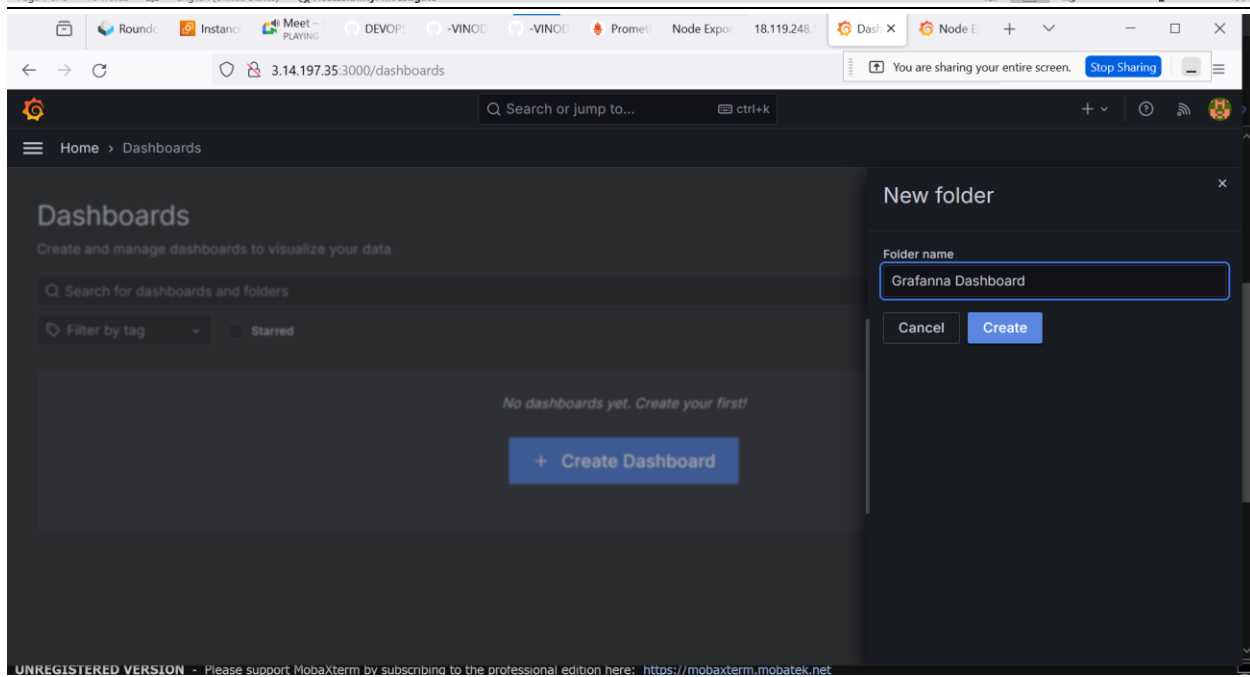 Roundc
Instanc
Meet –
PLAYING
DEVOP
-VINOD
-VINOD
Promet
Node Expor
18.119.248.
Dash
Node E
3.14.197.35:3000/dashboards
You are sharing your entire screen.
Stop Sharing
Search or jump to...
ctrl+k
Home › Dashboards
New folder
Dashboards
Create and manage dashboards to visualize your data
Folder name
Grafanna Dashboard
Search for dashboards and folders
Cancel
Create
Filter by tag
Starred
No dashboards yet. Create your first!
+ Create Dashboard
UNREGISTERED VERSION - Please support MobaXterm by subscribing to the professional edition here: https://mobaxterm.mobatek.net